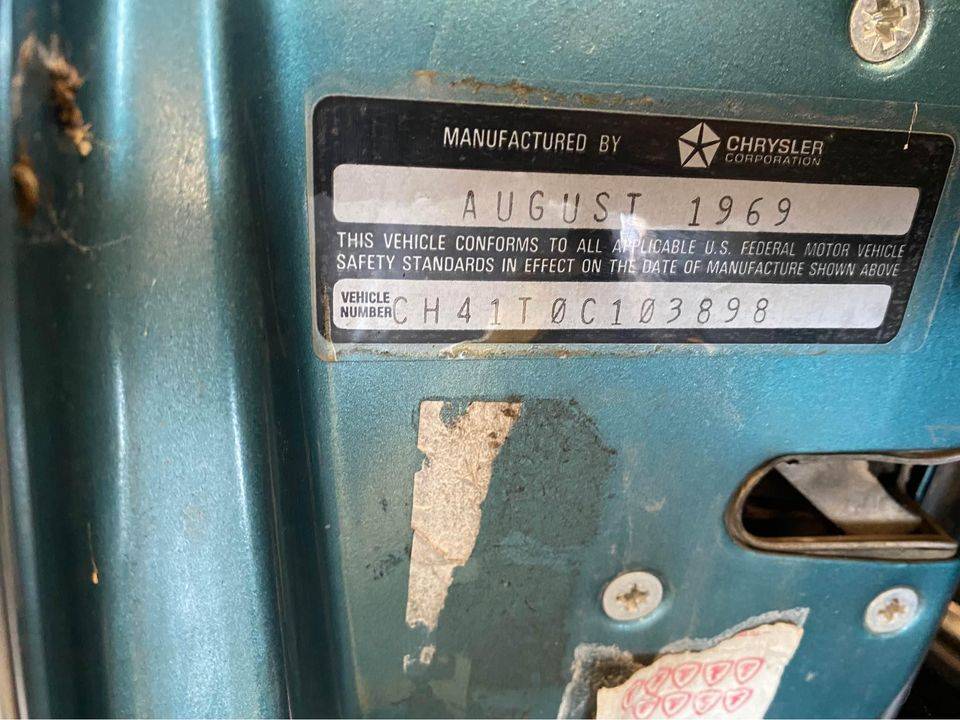 MANUFACTURED BY CHRYSLER
CORPORATION
AUGUST 1969
THIS VEHICLE CONFORMS TO ALL APPLICABLE U.S. FEDERAL MOTOR VEHICLE
SAFETY STANDARDS IN EFFECT ON THE DATE OF MANUFACTURE SHOWN ABOVE
VEHICLE
NUMBER CH41T0C103898